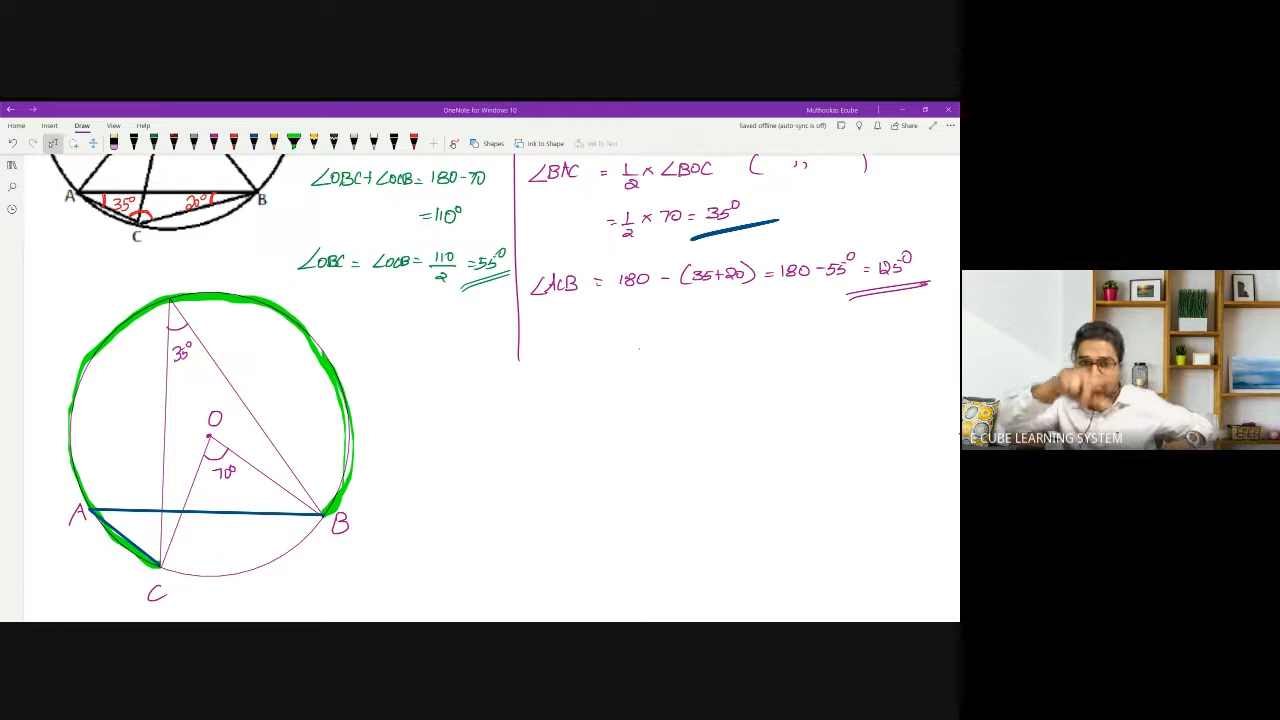 OneNote for Windows 10
Muthookas Ecube
Home Insert Draw View Help
Saved offline (auto-sync is off)
Share
Shapes
Ink to Shape
Ink to Text
A
35°
20°
B
C
∠OBC+∠OCB = 180-70
=110°
∠OBC = ∠OCB = 110/2 = 55°
∠BAC = 1/2 × ∠BOC ( ,, )
= 1/2 × 70 = 35°
∠ACB = 180 - (35+20) = 180 - 55° = 125°
35°
O
70°
A
B
C
E CUBE LEARNING SYSTEM